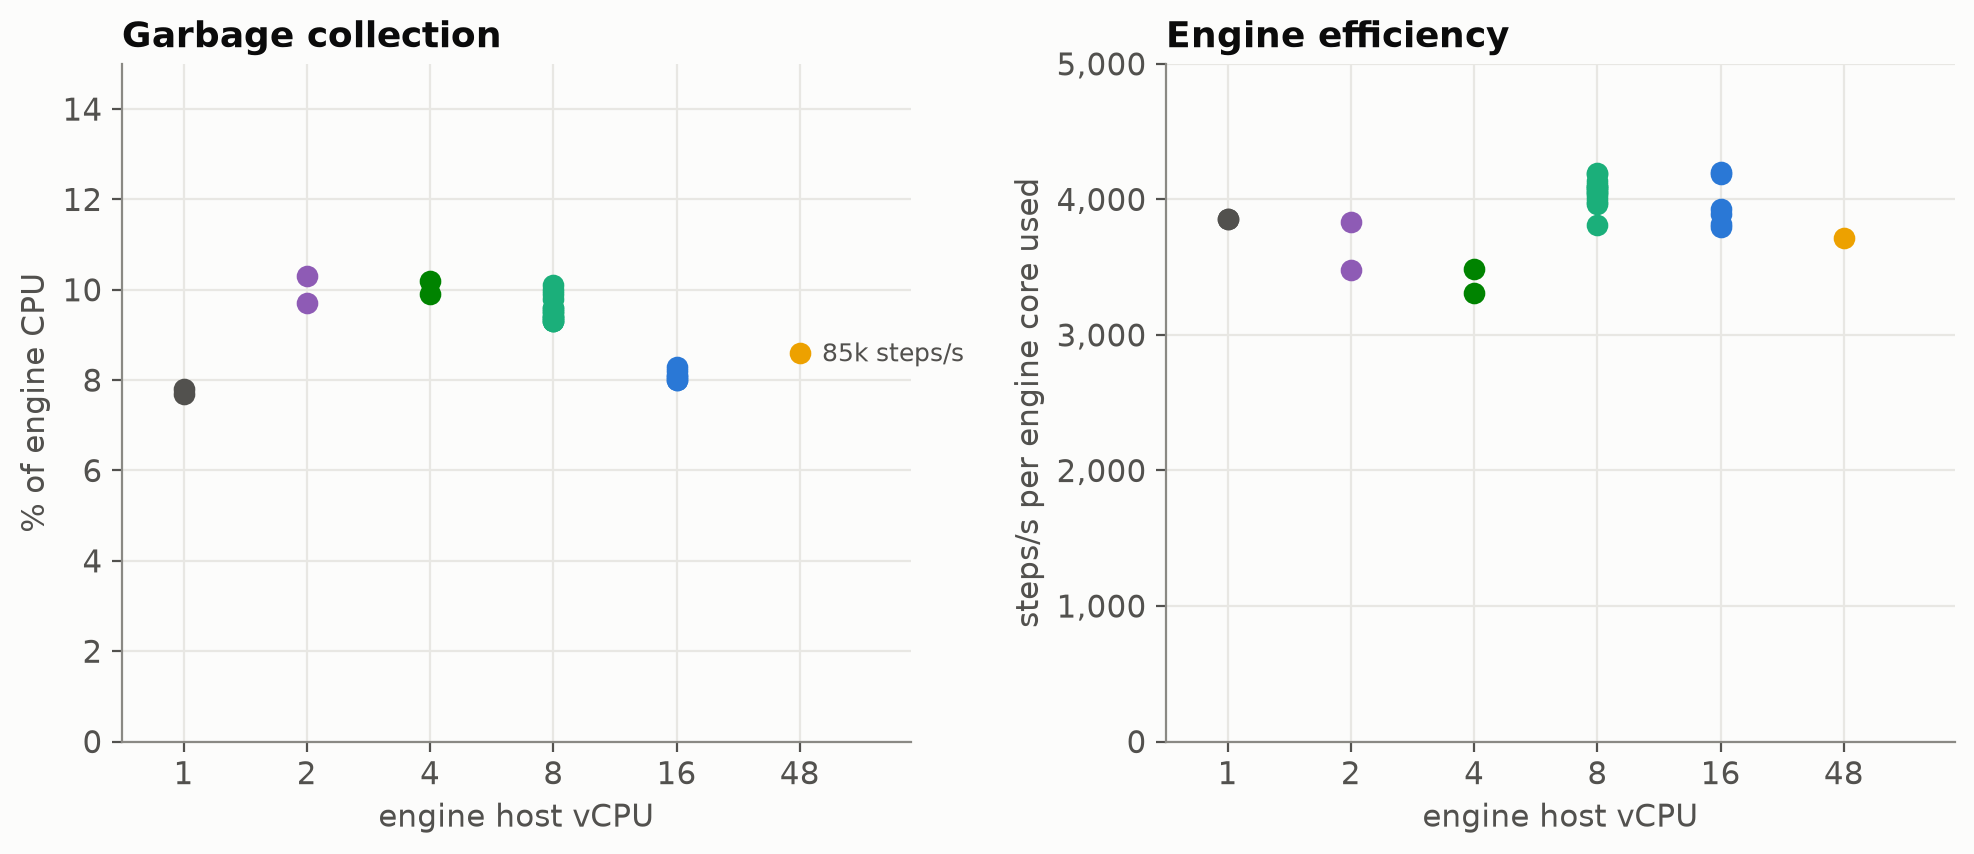 Garbage collection
% of engine CPU
14
12
10
8
6
4
2
0
85k steps/s
1 2 4 8 16 48
engine host vCPU
Engine efficiency
steps/s per engine core used
5,000
4,000
3,000
2,000
1,000
0
1 2 4 8 16 48
engine host vCPU